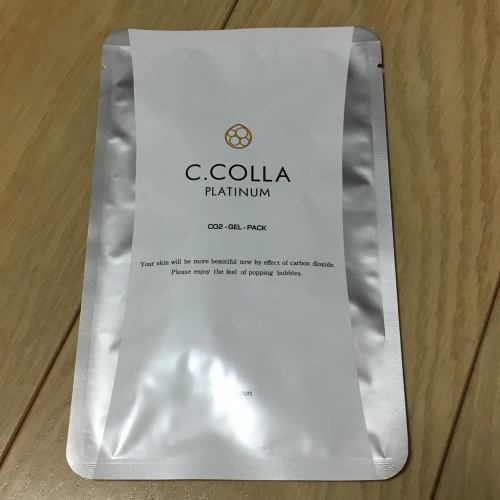 C.COLLA
PLATINUM
CO2-GEL-PACK
Your skin will be more beautiful now by effect of carbon dioxide.
Please enjoy the feel of popping bubbles.